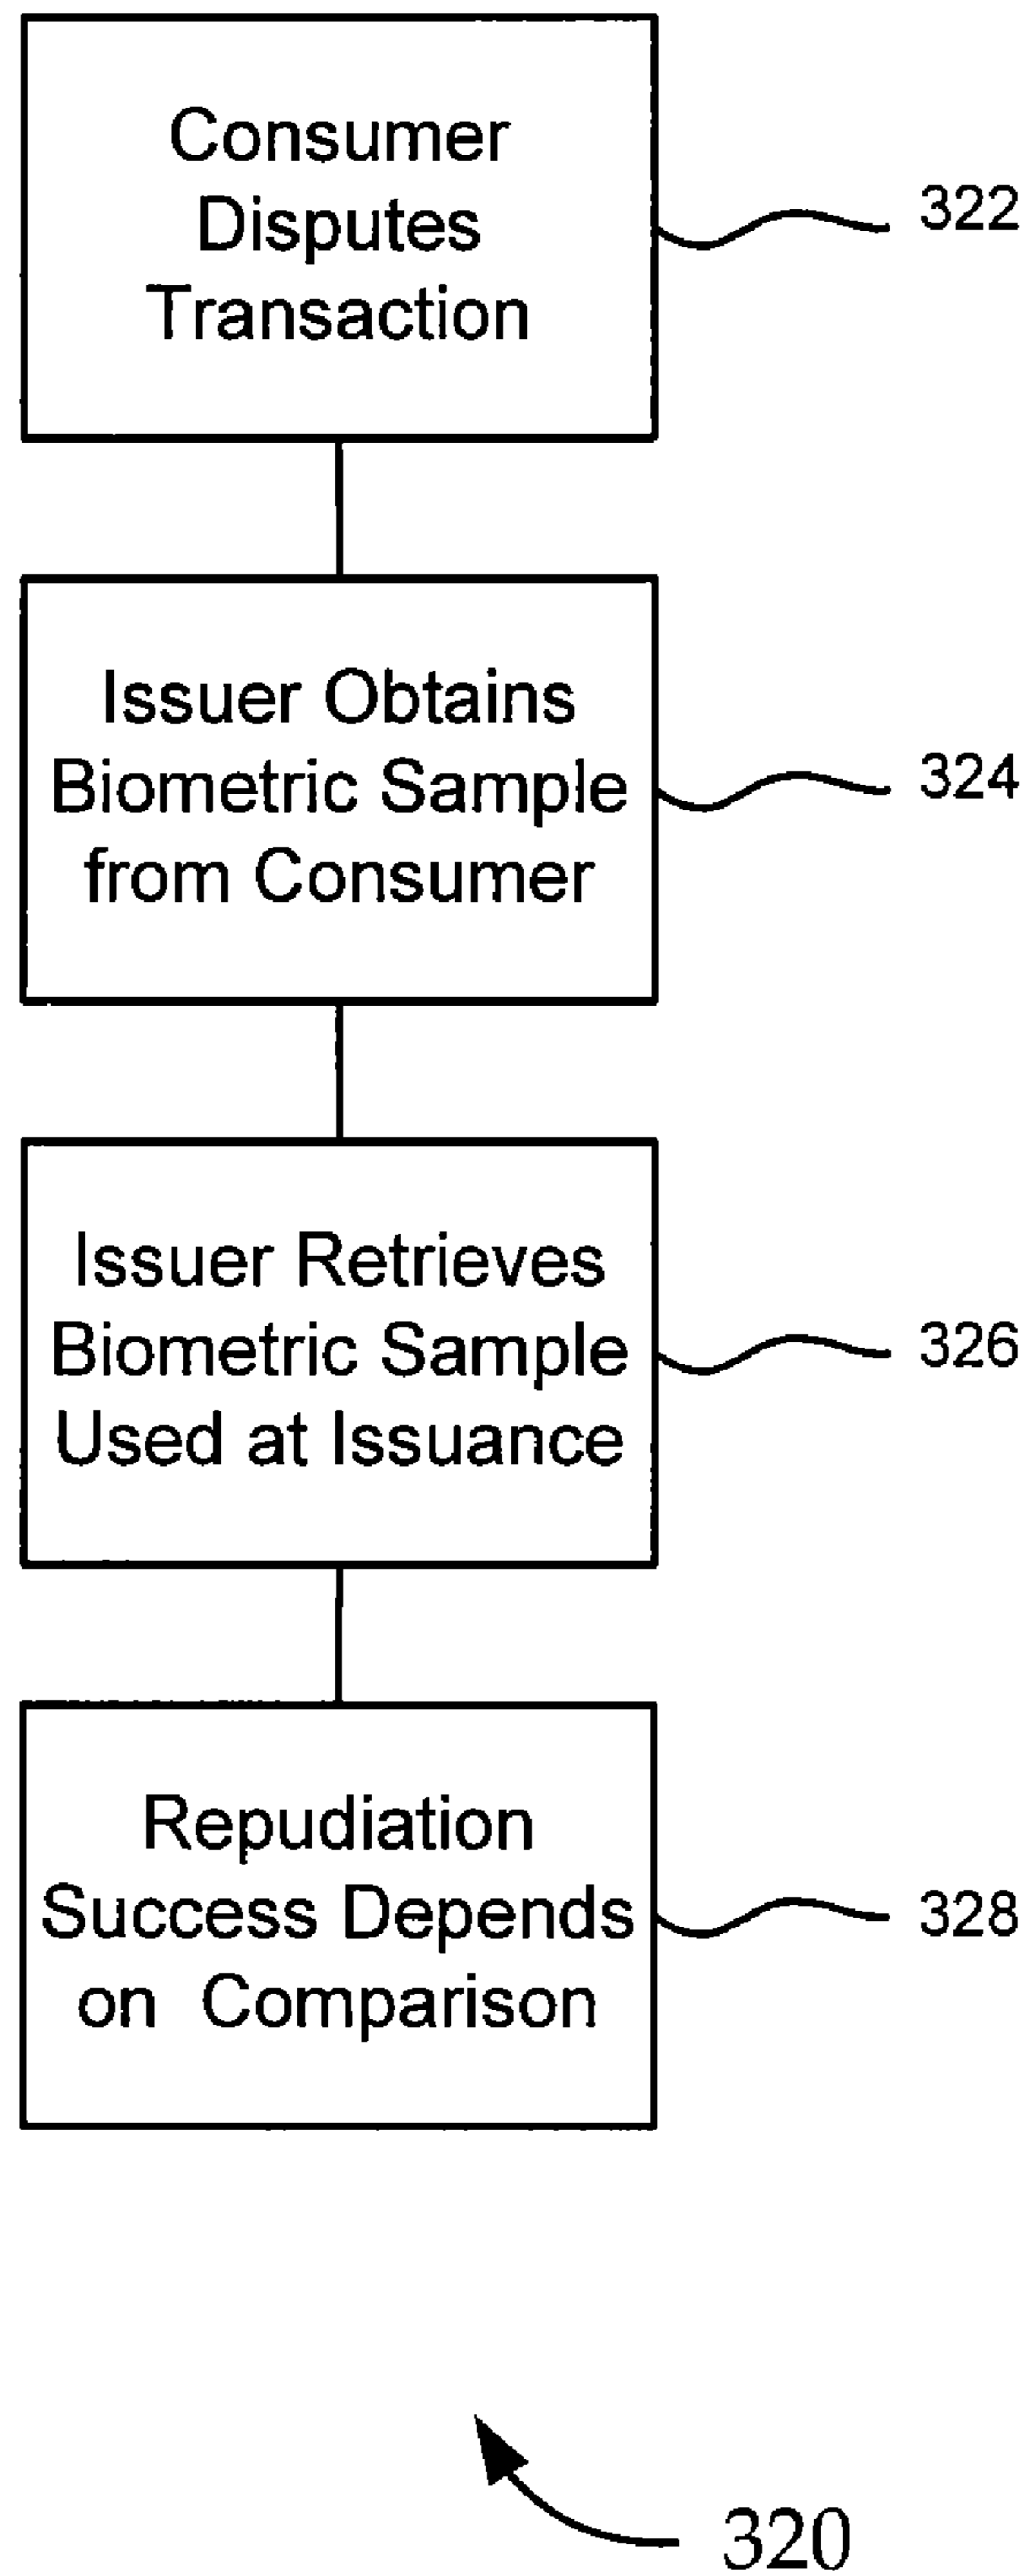 Consumer
Disputes
Transaction
322
Issuer Obtains
Biometric Sample
from Consumer
324
Issuer Retrieves
Biometric Sample
Used at Issuance
326
Repudiation
Success Depends
on Comparison
328
320